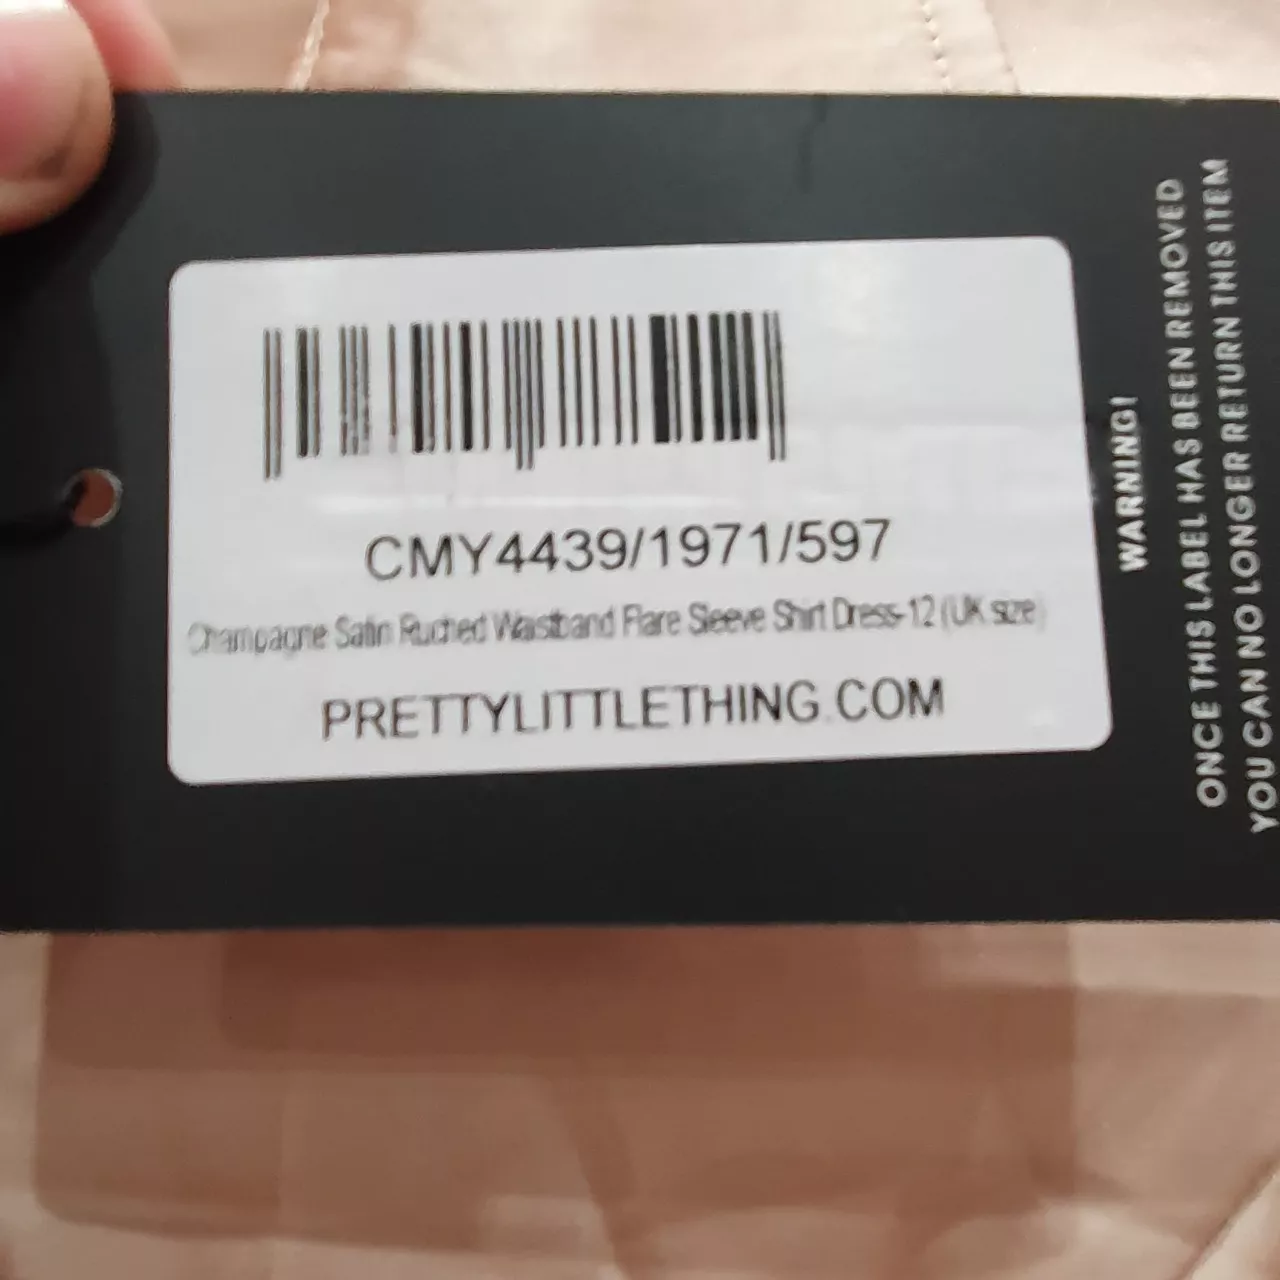 CMY4439/1971/597
Champagne Satin Ruched Waistband Flare Sleeve Shirt Dress-12 (UK size)
PRETTYLITTLETHING.COM
WARNING!
ONCE THIS LABEL HAS BEEN REMOVED
YOU CAN NO LONGER RETURN THIS ITEM